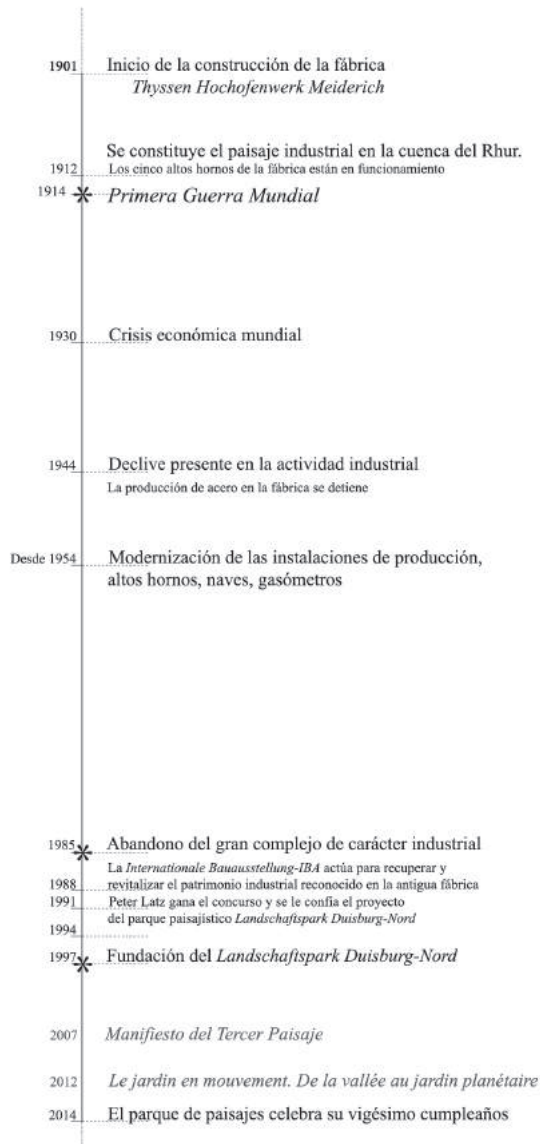 1901 Inicio de la construcción de la fábrica
Thyssen Hochofenwerk Meiderich
Se constituye el paisaje industrial en la cuenca del Rhur.
1912 Los cinco altos hornos de la fábrica están en funcionamiento
1914 Primera Guerra Mundial
1930 Crisis económica mundial
1944 Declive presente en la actividad industrial
La producción de acero en la fábrica se detiene
Desde 1954 Modernización de las instalaciones de producción,
altos hornos, naves, gasómetros
1985 Abandono del gran complejo de carácter industrial
La Internationale Bauausstellung-IBA actúa para recuperar y
1988 revitalizar el patrimonio industrial reconocido en la antigua fábrica
1991 Peter Latz gana el concurso y se le confía el proyecto
del parque paisajístico Landschaftspark Duisburg-Nord
1994
1997 Fundación del Landschaftspark Duisburg-Nord
2007 Manifiesto del Tercer Paisaje
2012 Le jardin en mouvement. De la vallée au jardin planétaire
2014 El parque de paisajes celebra su vigésimo cumpleaños